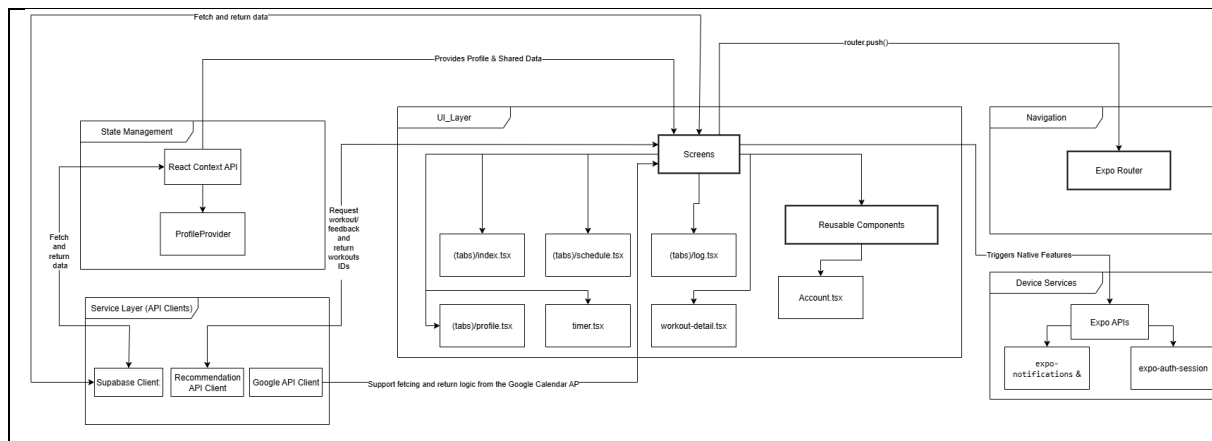 Fetch and return data
router.push()
Provides Profile & Shared Data
State Management
UI_Layer
Navigation
React Context API
Screens
Expo Router
ProfileProvider
Request
workout/
feedback
and
return
workouts
IDs
Fetch
and
return
data
Reusable Components
(tabs)/index.tsx
(tabs)/schedule.tsx
(tabs)/log.tsx
Triggers Native Features
Account.tsx
Device Services
Service Layer (API Clients)
(tabs)/profile.tsx
timer.tsx
workout-detail.tsx
Expo APIs
Supabase Client:
Recommendation
API Client
Google API Client
Support fetcing and return logic from the Google Calendar AP
expo-
notifications &
expo-auth-session